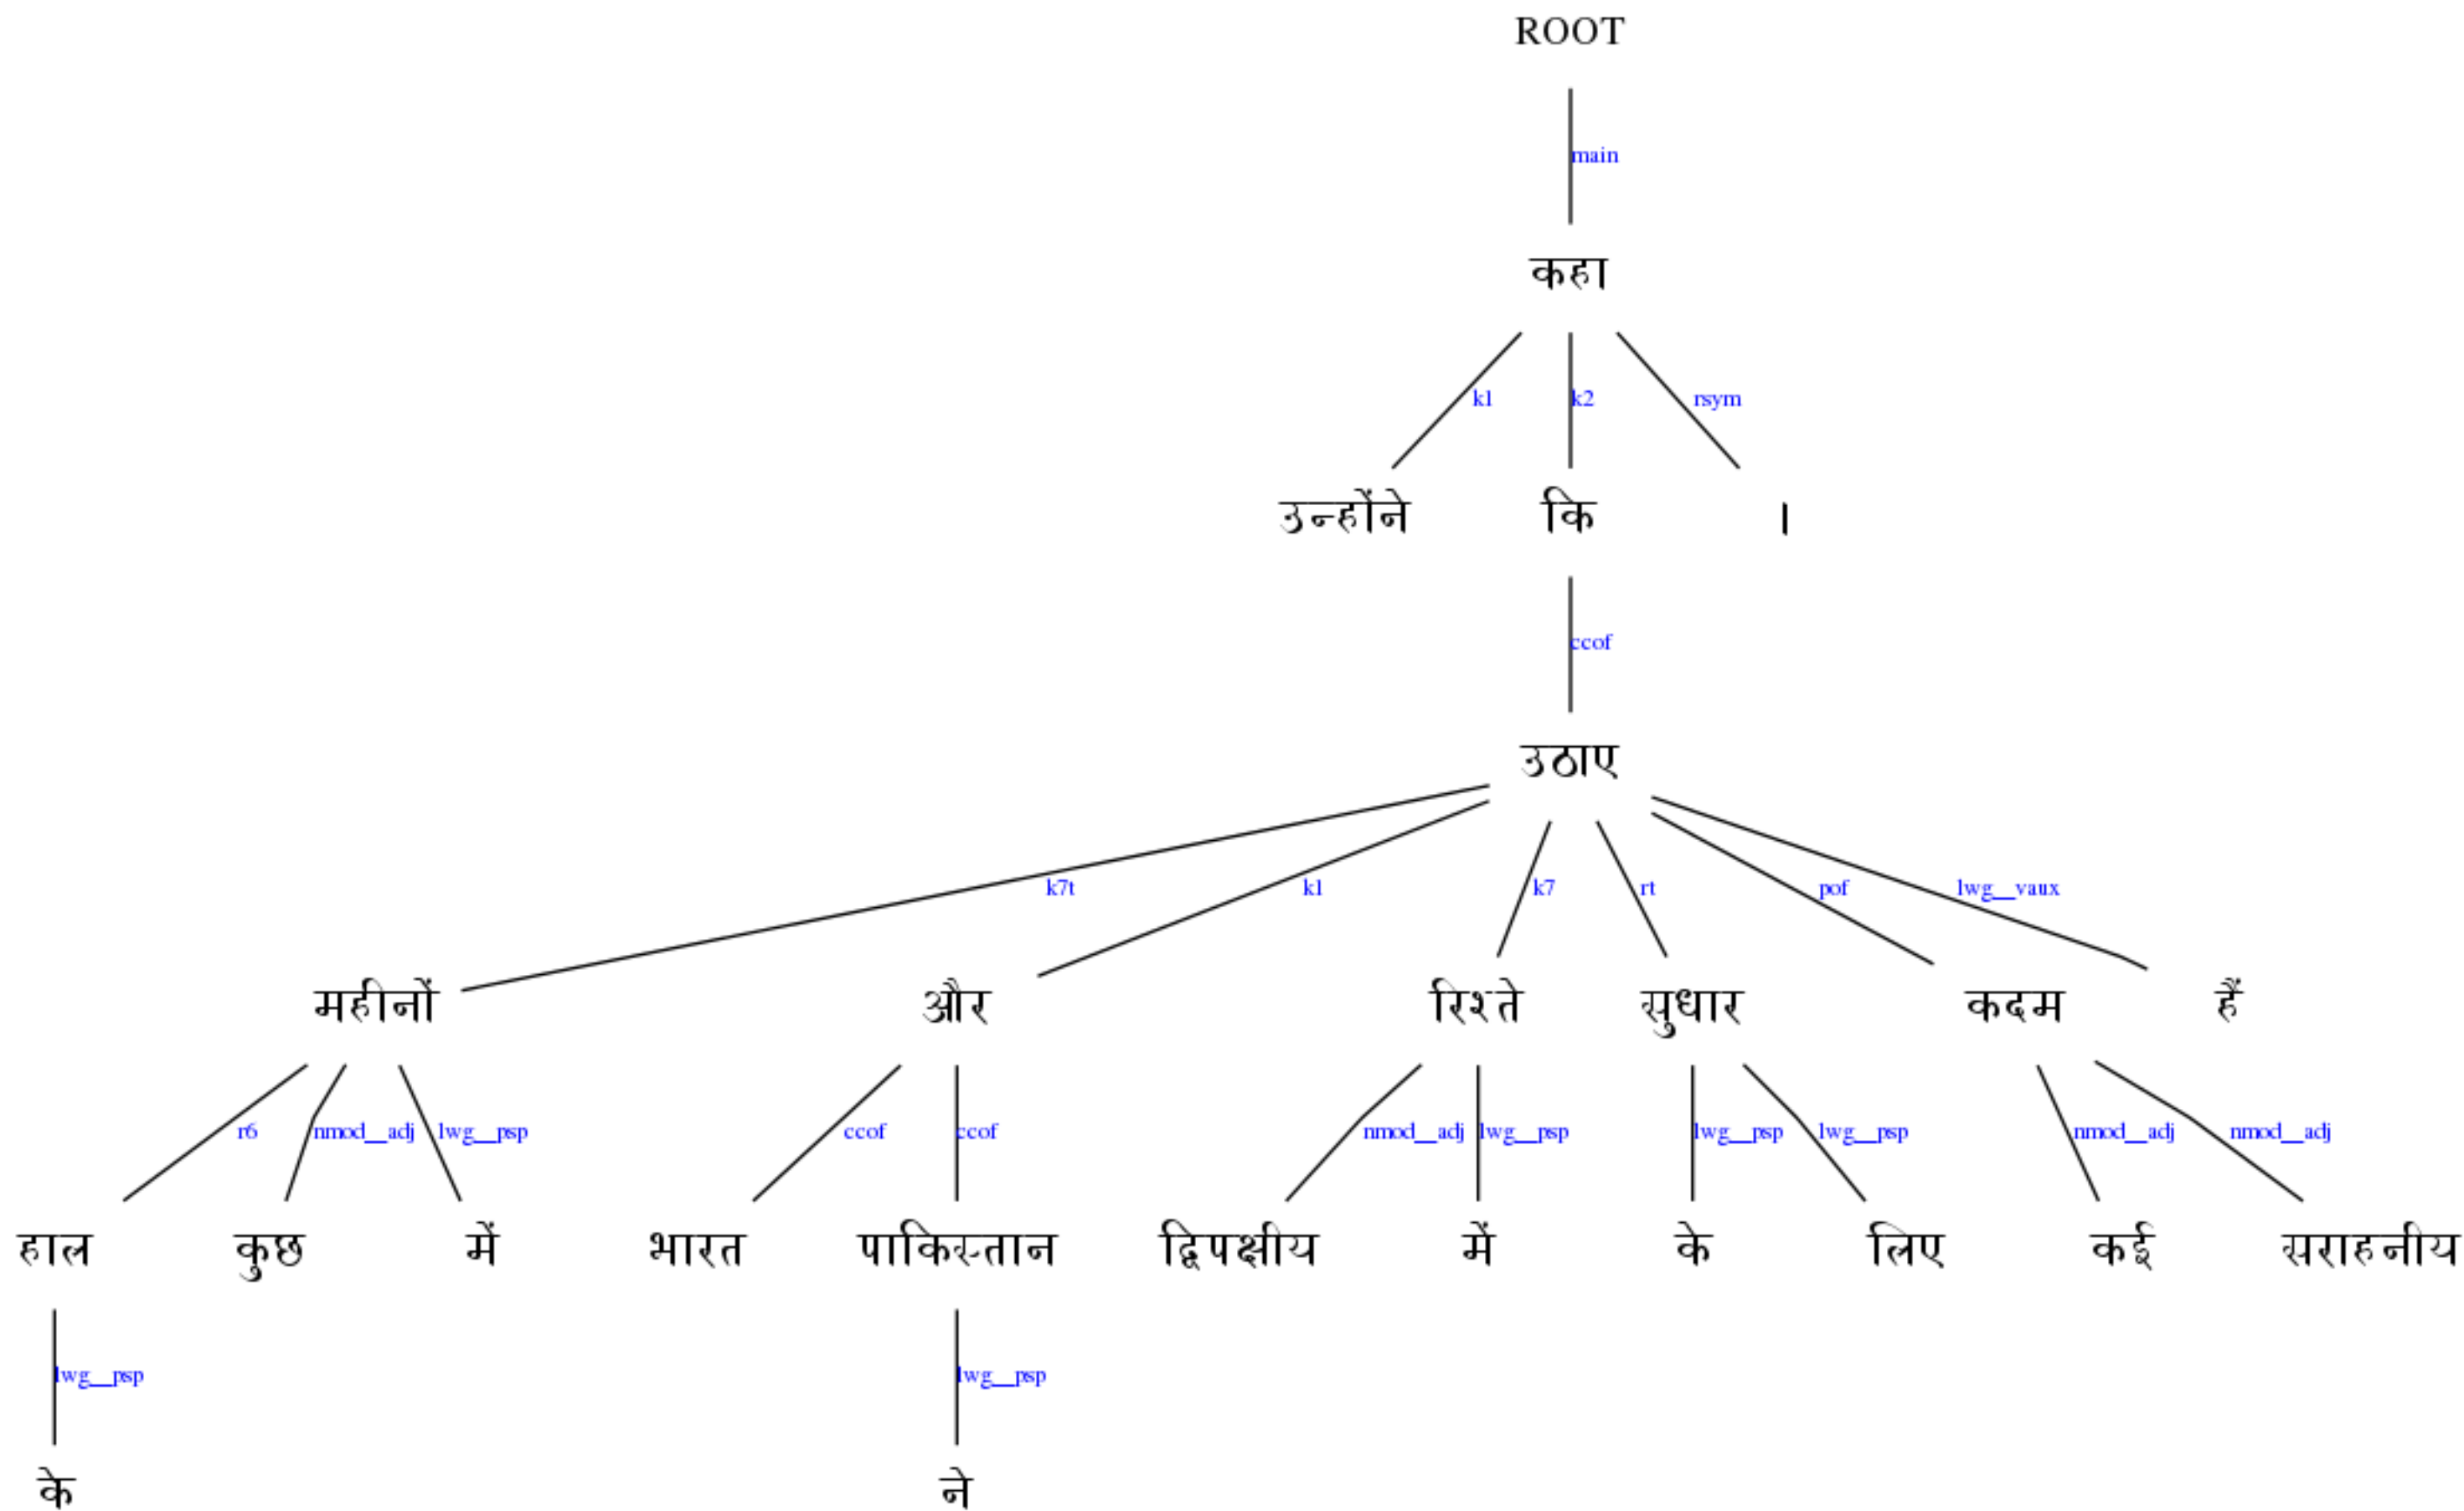 ROOT
main
कहा
k1 k2 rsym
उन्होंने कि ।
ccof
उठाए
k7t k1 k7 rt pof lwg__vaux
महीनों और रिश्ते सुधार कदम हैं
r6 nmod__adj lwg__psp ccof ccof nmod__adj lwg__psp lwg__psp lwg__psp nmod__adj nmod__adj
हाल कुछ में भारत पाकिस्तान द्विपक्षीय में के लिए कई सराहनीय
lwg__psp lwg__psp
के ने